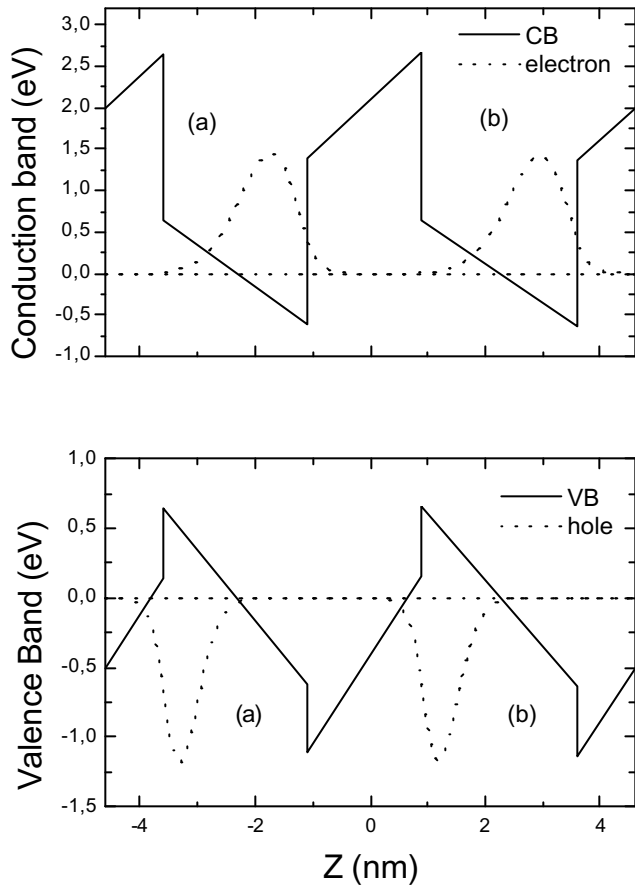 3,0
2,5
2,0
1,5
1,0
0,5
0,0
-0,5
-1,0
Conduction band (eV)
CB
electron
(a)
(b)
1,0
0,5
0,0
-0,5
-1,0
-1,5
Valence Band (eV)
VB
hole
(a)
(b)
-4 -2 0 2 4
Z (nm)